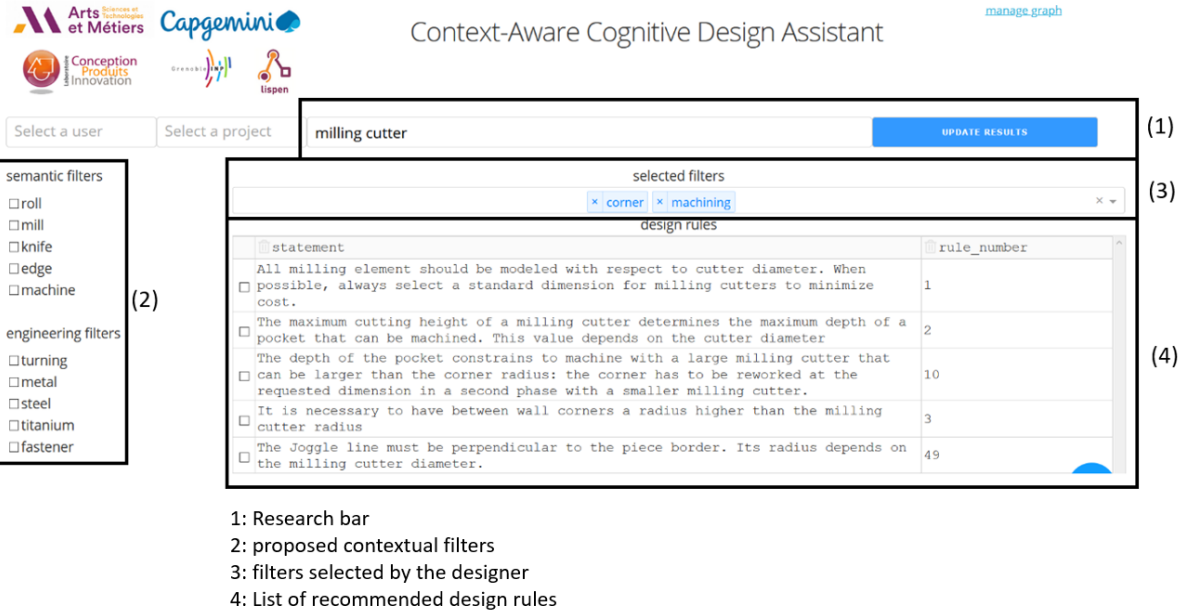 Arts Sciences et Technologies
et Métiers
Capgemini
Context-Aware Cognitive Design Assistant
manage graph
Laboratoire
Conception
Produits
Innovation
Grenoble INP
lispen
Select a user
Select a project
milling cutter
UPDATE RESULTS
(1)
semantic filters
roll
mill
knife
edge
machine
(2)
engineering filters
turning
metal
steel
titanium
fastener
selected filters
× corner × machining
× 
(3)
design rules
statement
rule_number
All milling element should be modeled with respect to cutter diameter. When
possible, always select a standard dimension for milling cutters to minimize
cost.
1
The maximum cutting height of a milling cutter determines the maximum depth of a
pocket that can be machined. This value depends on the cutter diameter
2
The depth of the pocket constrains to machine with a large milling cutter that
can be larger than the corner radius: the corner has to be reworked at the
requested dimension in a second phase with a smaller milling cutter.
10
It is necessary to have between wall corners a radius higher than the milling
cutter radius
3
The Joggle line must be perpendicular to the piece border. Its radius depends on
the milling cutter diameter.
49
(4)
1: Research bar
2: proposed contextual filters
3: filters selected by the designer
4: List of recommended design rules